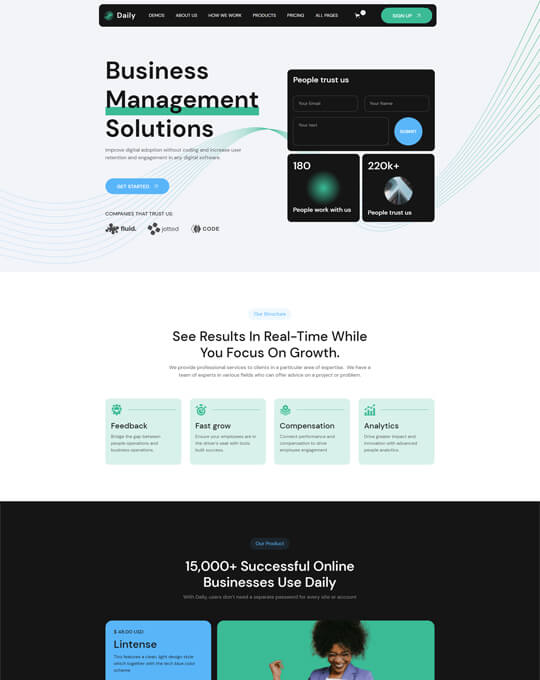 Daily
DEMOS ABOUT US HOW WE WORK PRODUCTS PRICING ALL PAGES
SIGN UP
Business
Management
Solutions
Improve digital adoption without coding and increase user
retention and engagement in any digital software.
GET STARTED
COMPANIES THAT TRUST US:
fluid. jotted CODE
People trust us
Your Email Your Name
Your text
SUBMIT
180
People work with us
220k+
People trust us
Our Structure
See Results In Real-Time While
You Focus On Growth.
We provide professional services to clients in a particular area of expertise. We have a
team of experts in various fields who can offer advice on a project or problem.
Feedback
Bridge the gap between
people operations and
business operations.
Fast grow
Ensure your employees are in
the driver's seat with tools
built success.
Compensation
Connect performance and
compensation to drive
employee engagement
Analytics
Drive greater impact and
innovation with advanced
people analytics.
Our Product
15,000+ Successful Online
Businesses Use Daily
With Daily, users don't need a separate password for every site or account
$ 49.00 USD
Lintense
This features a clean, light design style
which together with the tech blue color
scheme